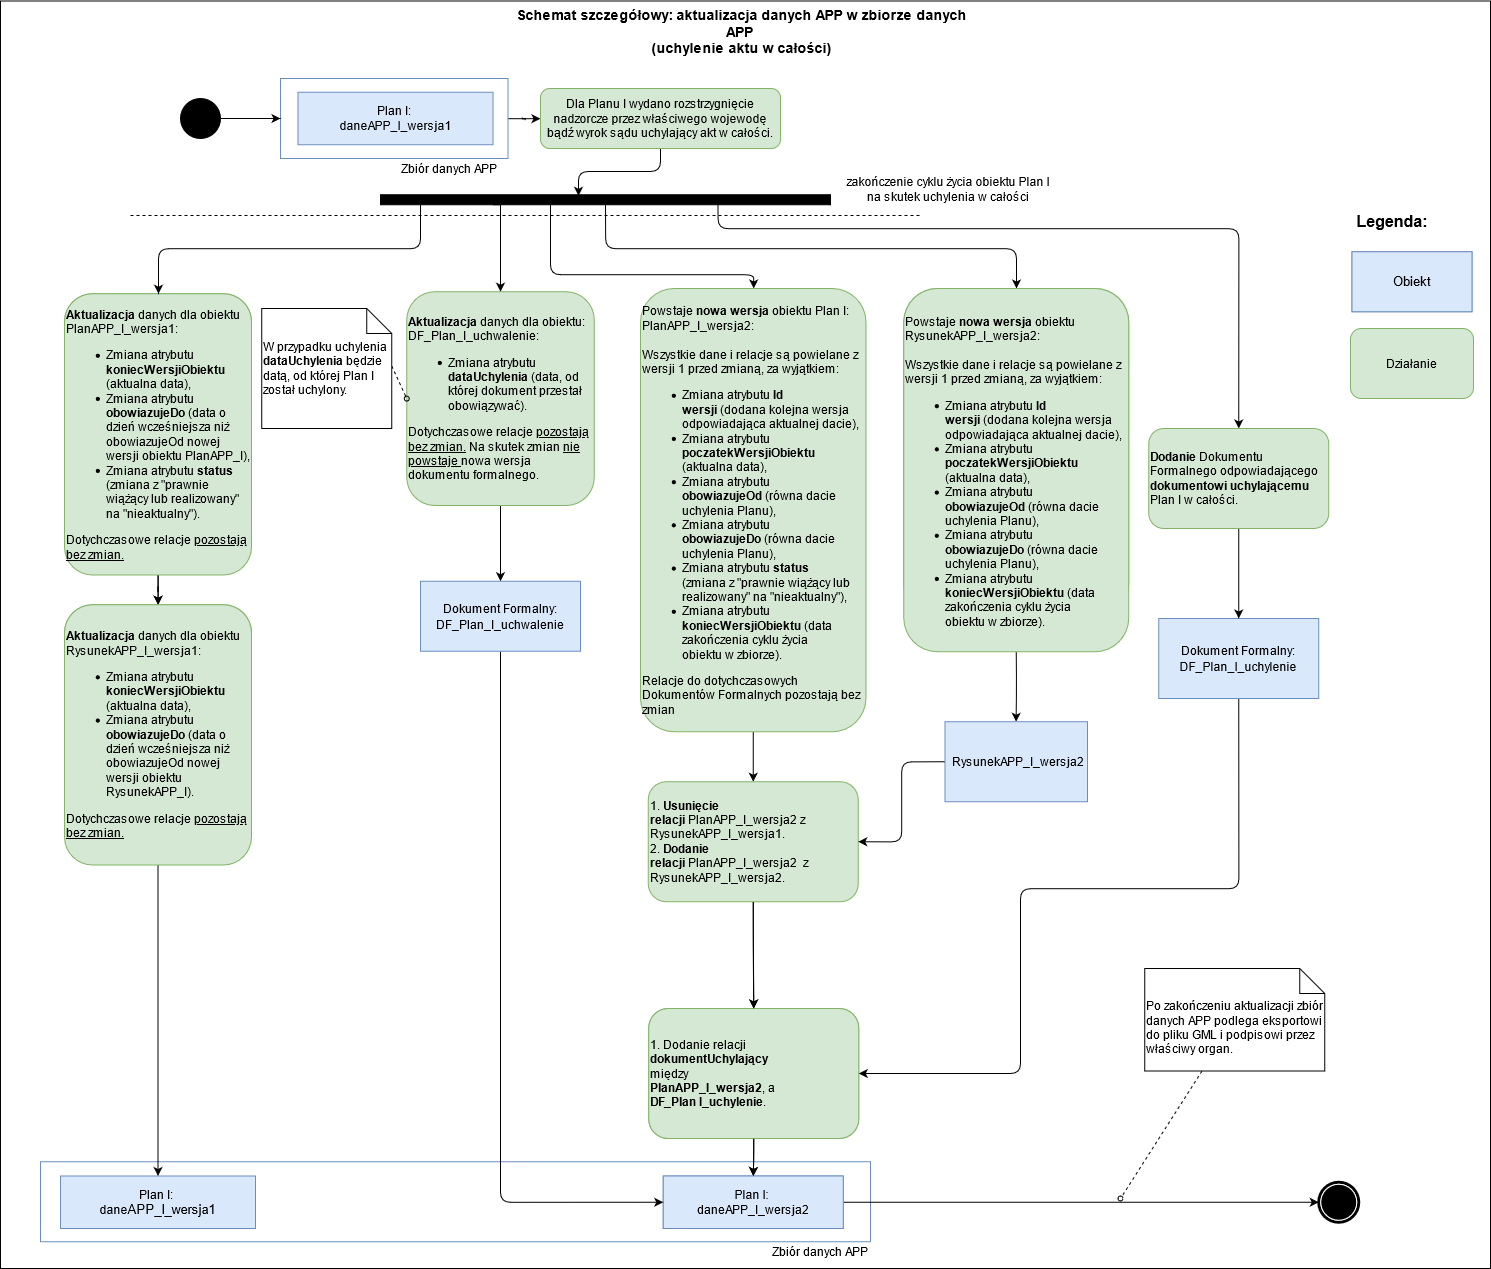 Schemat szczegółowy: aktualizacja danych APP w zbiorze danych
APP
(uchylenie aktu w całości)
Plan I:
daneAPP_I_wersja1
Zbiór danych APP
Dla Planu I wydano rozstrzygnięcie
nadzorcze przez właściwego wojewodę
bądź wyrok sądu uchylający akt w całości.
zakończenie cyklu życia obiektu Plan I
na skutek uchylenia w całości
Legenda:
Obiekt
Działanie
Aktualizacja danych dla obiektu
PlanAPP_I_wersja1:
• Zmiana atrybutu
koniecWersjiObiektu
(aktualna data),
• Zmiana atrybutu
obowiazujeDo (data o
dzień wcześniejsza niż
obowiazujeOd nowej
wersji obiektu PlanAPP_I),
• Zmiana atrybutu status
(zmiana z "prawnie
wiążący lub realizowany"
na "nieaktualny").
Dotychczasowe relacje pozostają
bez zmian.
W przypadku uchylenia
dataUchylenia będzie
datą, od której Plan I
został uchylony.
Aktualizacja danych dla obiektu:
DF_Plan_I_uchwalenie:
• Zmiana atrybutu
dataUchylenia (data, od
której dokument przestał
obowiązywać).
Dotychczasowe relacje pozostają
bez zmian. Na skutek zmian nie
powstaje nowa wersja
dokumentu formalnego.
Powstaje nowa wersja obiektu Plan I:
PlanAPP_I_wersja2:
Wszystkie dane i relacje są powielane z
wersji 1 przed zmianą, za wyjątkiem:
• Zmiana atrybutu Id
wersji (dodana kolejna wersja
odpowiadająca aktualnej dacie),
• Zmiana atrybutu
poczatekWersjiObiektu
(aktualna data),
• Zmiana atrybutu
obowiazujeOd (równa dacie
uchylenia Planu),
• Zmiana atrybutu
obowiazujeDo (równa dacie
uchylenia Planu),
• Zmiana atrybutu status
(zmiana z "prawnie wiążący lub
realizowany" na "nieaktualny"),
• Zmiana atrybutu
koniecWersjiObiektu (data
zakończenia cyklu życia
obiektu w zbiorze).
Relacje do dotychczasowych
Dokumentów Formalnych pozostają bez
zmian
Powstaje nowa wersja obiektu
RysunekAPP_I_wersja2:
Wszystkie dane i relacje są powielane z
wersji 1 przed zmianą, za wyjątkiem:
• Zmiana atrybutu Id
wersji (dodana kolejna wersja
odpowiadająca aktualnej dacie),
• Zmiana atrybutu
poczatekWersjiObiektu
(aktualna data),
• Zmiana atrybutu
obowiazujeOd (równa dacie
uchylenia Planu),
• Zmiana atrybutu
obowiazujeDo (równa dacie
uchylenia Planu),
• Zmiana atrybutu
koniecWersjiObiektu (data
zakończenia cyklu życia
obiektu w zbiorze).
Dodanie Dokumentu
Formalnego odpowiadającego
dokumentowi uchylającemu
Plan I w całości.
Aktualizacja danych dla obiektu
RysunekAPP_I_wersja1:
• Zmiana atrybutu
koniecWersjiObiektu
(aktualna data),
• Zmiana atrybutu
obowiazujeDo (data o
dzień wcześniejsza niż
obowiazujeOd nowej
wersji obiektu
RysunekAPP_I).
Dotychczasowe relacje pozostają
bez zmian.
Dokument Formalny:
DF_Plan_I_uchwalenie
Dokument Formalny:
DF_Plan_I_uchylenie
RysunekAPP_I_wersja2
1. Usunięcie
relacji PlanAPP_I_wersja2 z
RysunekAPP_I_wersja1.
2. Dodanie
relacji PlanAPP_I_wersja2 z
RysunekAPP_I_wersja2.
1. Dodanie relacji
dokumentUchylający
między
PlanAPP_I_wersja2, a
DF_Plan I_uchylenie.
Po zakończeniu aktualizacji zbiór
danych APP podlega eksportowi
do pliku GML i podpisowi przez
właściwy organ.
Plan I:
daneAPP_I_wersja1
Plan I:
daneAPP_I_wersja2
Zbiór danych APP